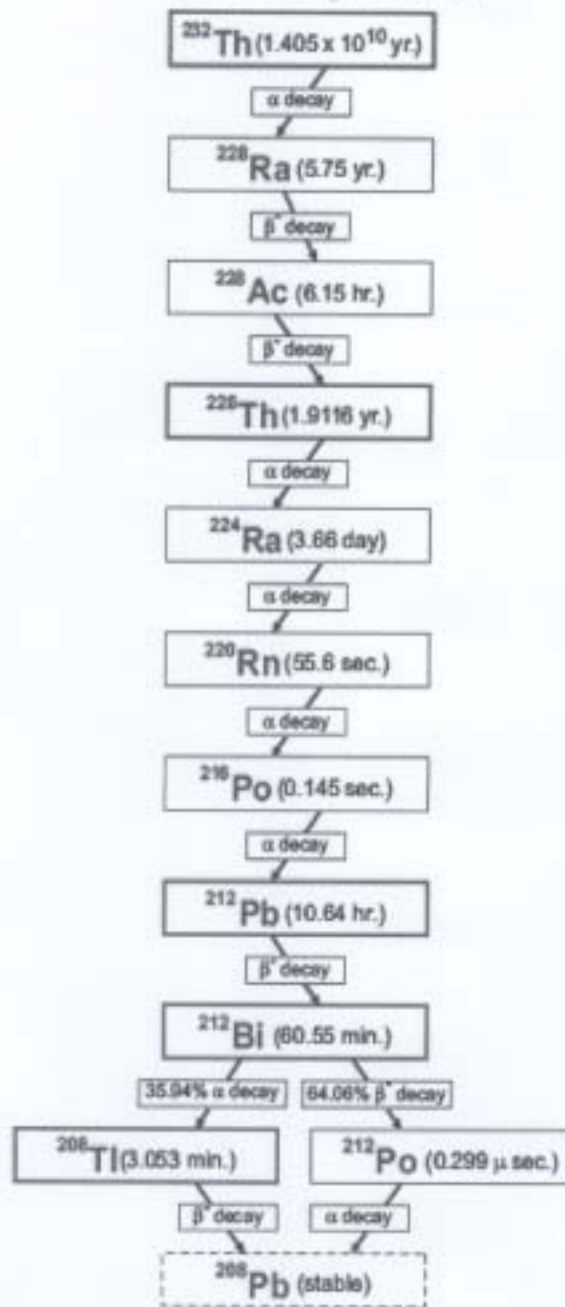 ²³²Th (1.405 x 10¹⁰ yr.)
α decay
²²⁸Ra (5.75 yr.)
β⁻ decay
²²⁸Ac (6.15 hr.)
β⁻ decay
²²⁸Th (1.9116 yr.)
α decay
²²⁴Ra (3.66 day)
α decay
²²⁰Rn (55.6 sec.)
α decay
²¹⁶Po (0.145 sec.)
α decay
²¹²Pb (10.64 hr.)
β⁻ decay
²¹²Bi (60.55 min.)
35.94% α decay 64.06% β⁻ decay
²⁰⁸Tl (3.053 min.) ²¹²Po (0.299 μ sec.)
β⁻ decay α decay
²⁰⁸Pb (stable)